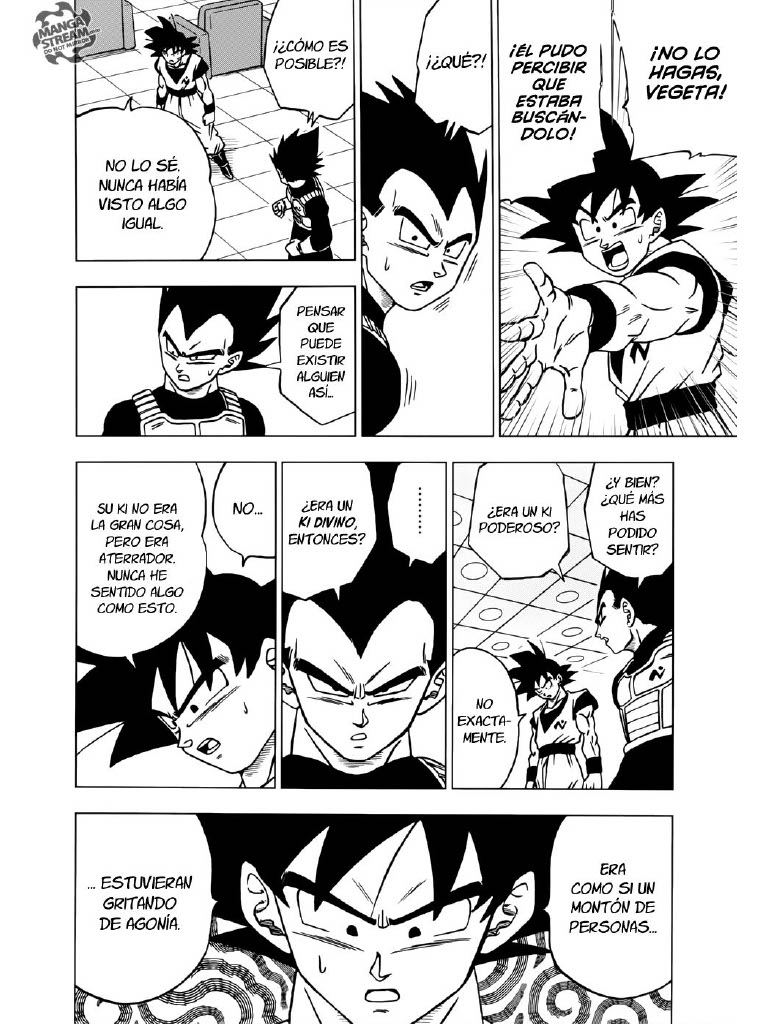 ¡NO LO
HAGAS,
VEGETA!
¡ÉL PUDO
PERCIBIR
QUE
ESTABA
BUSCÁN-
DOLO!
¡¿QUÉ?!
¡¿CÓMO ES
POSIBLE?!
NO LO SÉ.
NUNCA HABÍA
VISTO ALGO
IGUAL.
PENSAR
QUE
PUEDE
EXISTIR
ALGUIEN
ASÍ...
¿Y BIEN?
¿QUÉ MÁS
HAS
PODIDO
SENTIR?
¿ERA UN KI
PODEROSO?
NO
EXACTA-
MENTE.
........
¿ERA UN
KI DIVINO,
ENTONCES?
NO...
SU KI NO ERA
LA GRAN COSA,
PERO ERA
ATERRADOR.
NUNCA HE
SENTIDO ALGO
COMO ESTO.
ERA
COMO SI UN
MONTÓN DE
PERSONAS...
... ESTUVIERAN
GRITANDO
DE AGONÍA.
MANGA
STREAM.com
DO NOT MIRROR